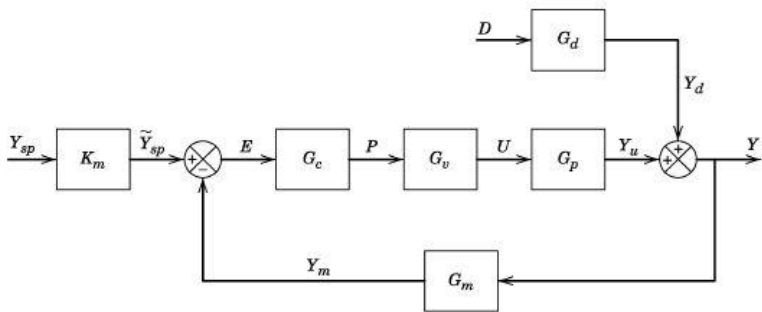 D
G_d
Y_d
Y_sp
K_m
Ỹ_sp
+
−
E
G_c
P
G_v
U
G_p
Y_u
+
+
Y
Y_m
G_m